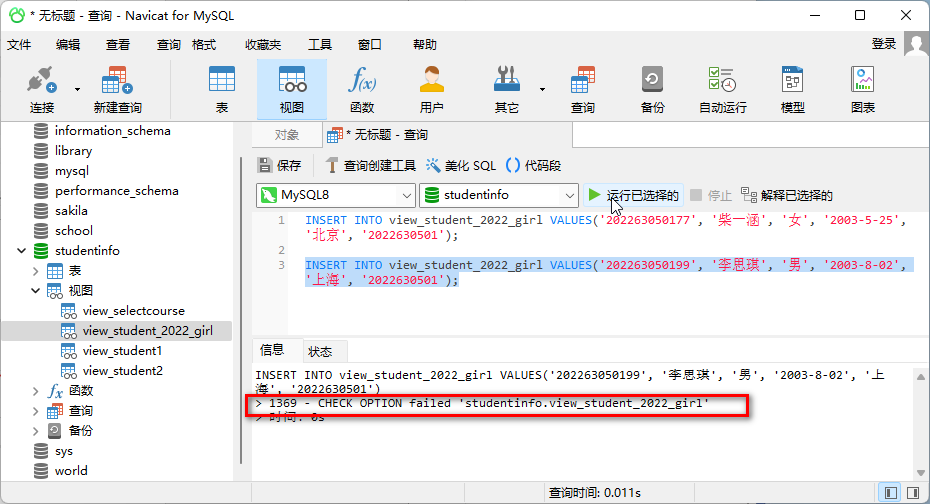 * 无标题 - 查询 - Navicat for MySQL
文件 编辑 查看 查询 格式 收藏夹 工具 窗口 帮助 登录
连接 新建查询 表 视图 函数 用户 其它 查询 备份 自动运行 模型 图表
information_schema
library
mysql
performance_schema
sakila
school
studentinfo
表
视图
view_selectcourse
view_student_2022_girl
view_student1
view_student2
函数
查询
备份
sys
world
对象 * 无标题 - 查询
保存 查询创建工具 美化 SQL 代码段
MySQL8 studentinfo 运行已选择的 停止 解释已选择的
1 INSERT INTO view_student_2022_girl VALUES('202263050177', '柴一涵', '女', '2003-5-25',
'北京', '2022630501');
2
3 INSERT INTO view_student_2022_girl VALUES('202263050199', '李思琪', '男', '2003-8-02',
'上海', '2022630501');
信息 状态
INSERT INTO view_student_2022_girl VALUES('202263050199', '李思琪', '男', '2003-8-02', '上
海', '2022630501')
> 1369 - CHECK OPTION failed 'studentinfo.view_student_2022_girl'
> 时间: 0s
查询时间: 0.011s